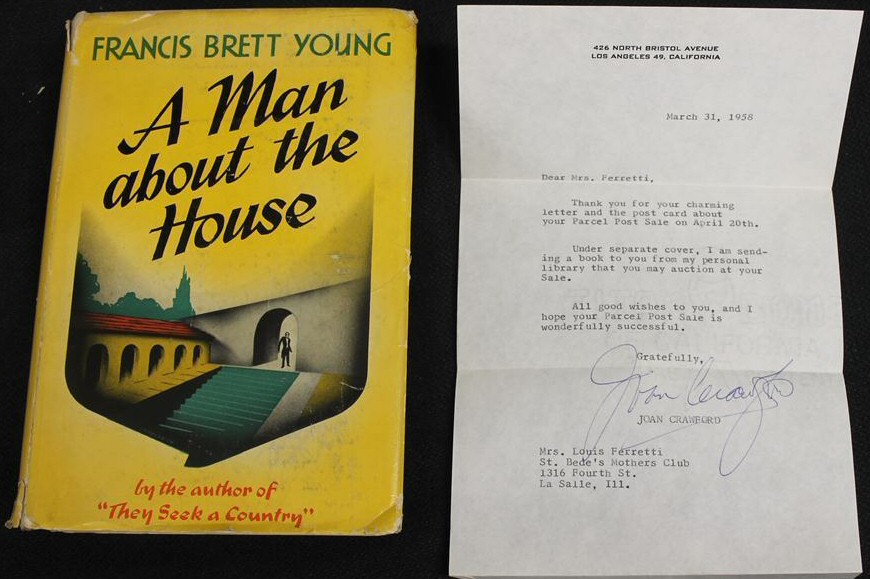 FRANCIS BRETT YOUNG
A Man
about the
House
by the author of
"They Seek a Country"
426 NORTH BRISTOL AVENUE
LOS ANGELES 49, CALIFORNIA
March 31, 1958
Dear Mrs. Ferretti,
Thank you for your charming
letter and the post card about
your Parcel Post Sale on April 20th.
Under separate cover, I am send-
ing a book to you from my personal
library that you may auction at your
Sale.
All good wishes to you, and I
hope your Parcel Post Sale is
wonderfully successful.
Gratefully,
Joan Crawford
JOAN CRAWFORD
Mrs. Louis Ferretti
St. Bede's Mothers Club
1316 Fourth St.
La Salle, Ill.